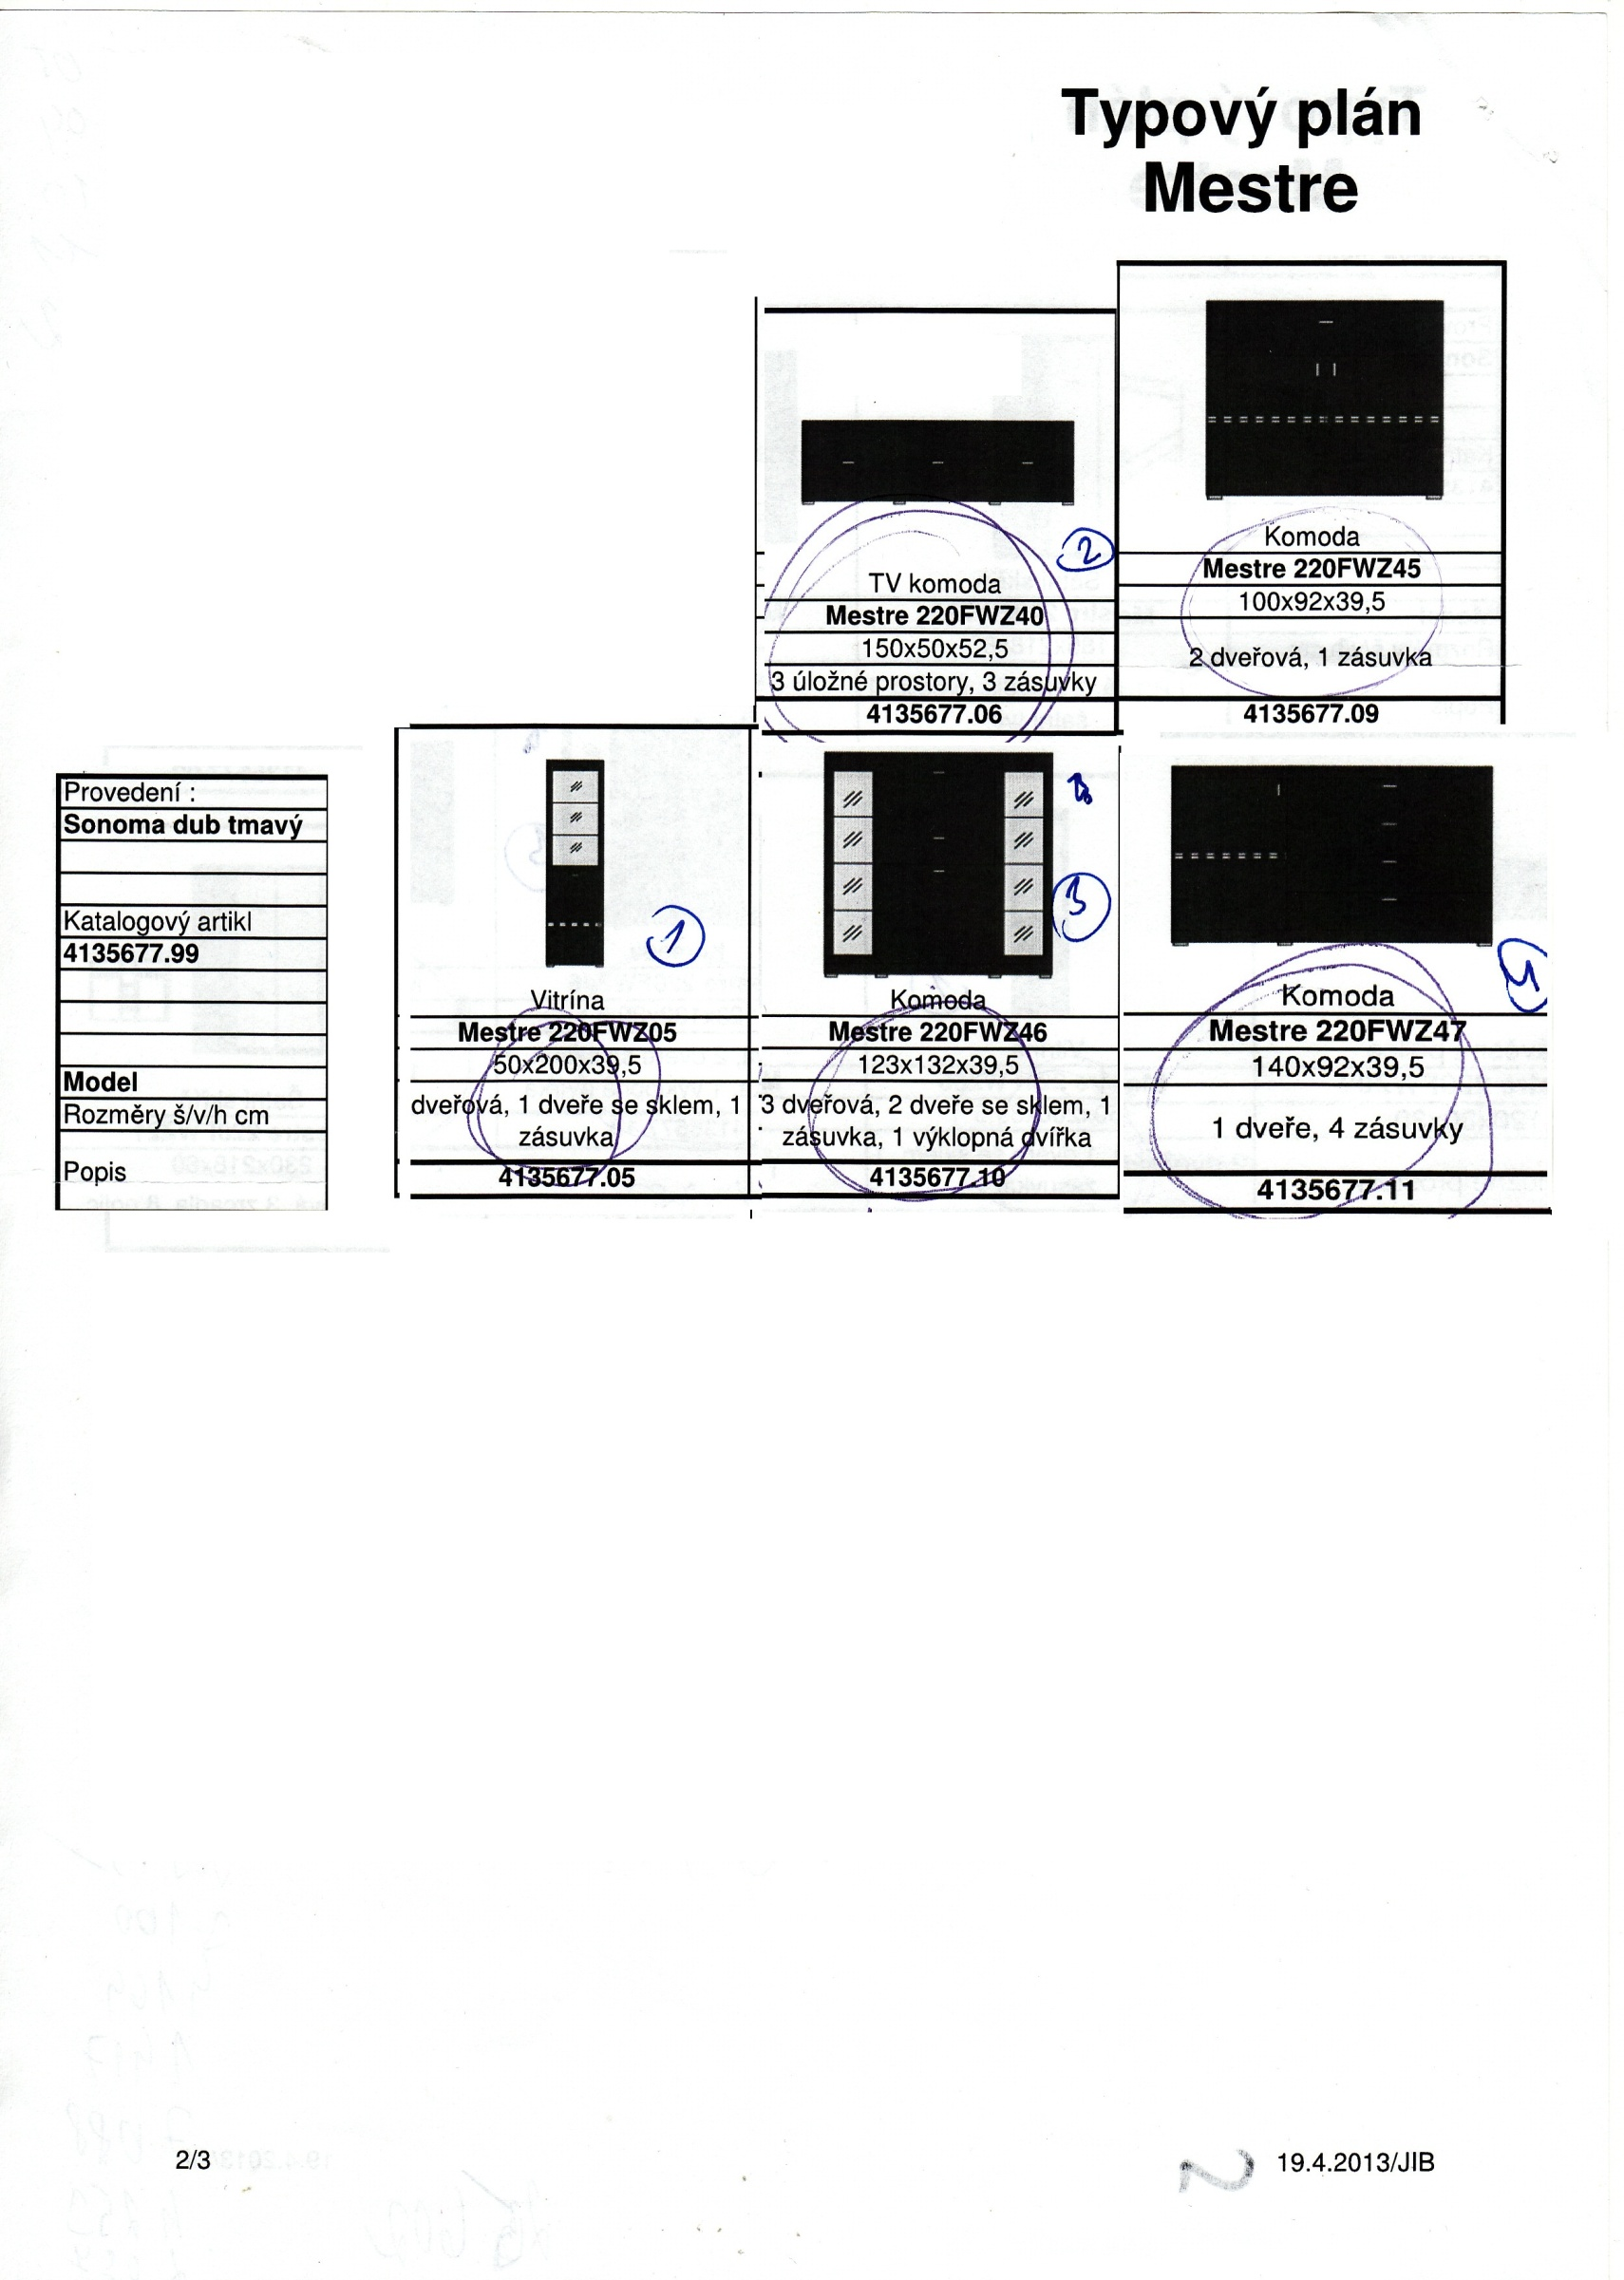 Typový plán
Mestre
TV komoda
Mestre 220FWZ40
150x50x52,5
3 úložné prostory, 3 zásuvky
4135677.06
2
Komoda
Mestre 220FWZ45
100x92x39,5
2 dveřová, 1 zásuvka
4135677.09
Provedení :
Sonoma dub tmavý
Katalogový artikl
4135677.99
Model
Rozměry š/v/h cm
Popis
1
Vitrína
Mestre 220FWZ05
50x200x39,5
dveřová, 1 dveře se sklem, 1
zásuvka
4135677.05
3
Komoda
Mestre 220FWZ46
123x132x39,5
3 dveřová, 2 dveře se sklem, 1
zásuvka, 1 výklopná dvířka
4135677.10
Komoda
Mestre 220FWZ47
140x92x39,5
1 dveře, 4 zásuvky
4135677.11
2/3
19.4.2013/JIB